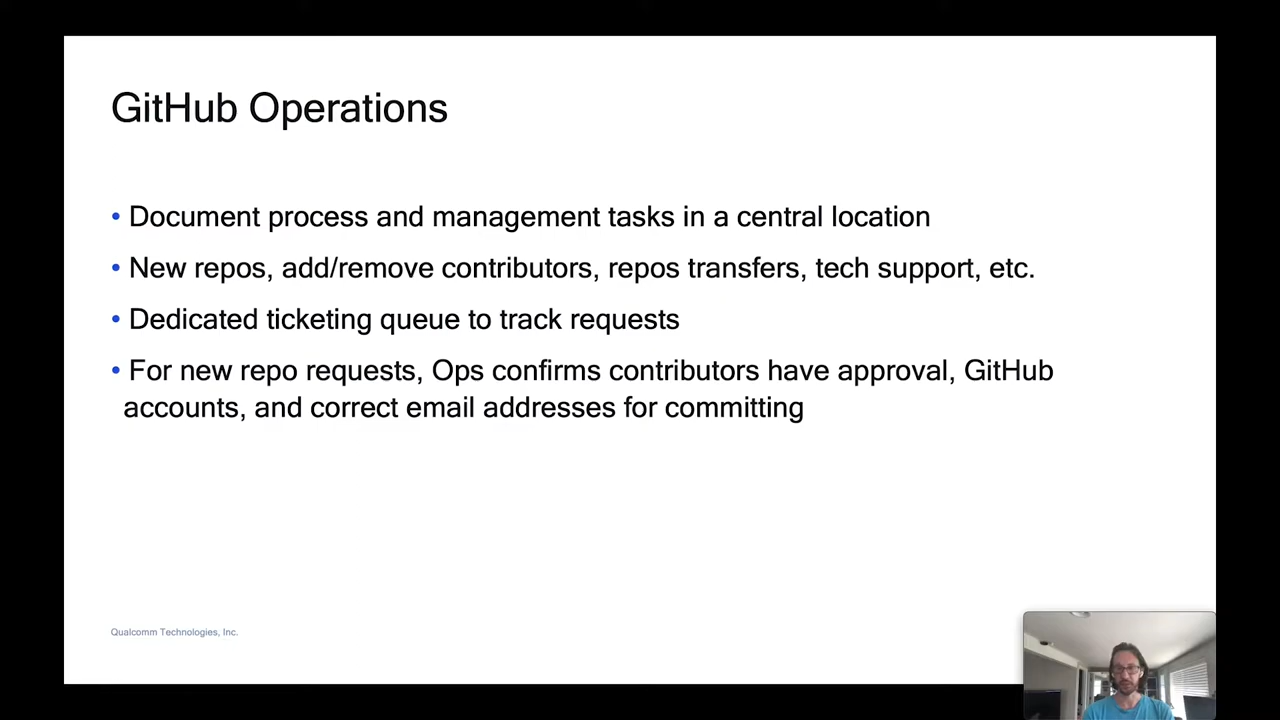 GitHub Operations
• Document process and management tasks in a central location
• New repos, add/remove contributors, repos transfers, tech support, etc.
• Dedicated ticketing queue to track requests
• For new repo requests, Ops confirms contributors have approval, GitHub
accounts, and correct email addresses for committing
Qualcomm Technologies, Inc.